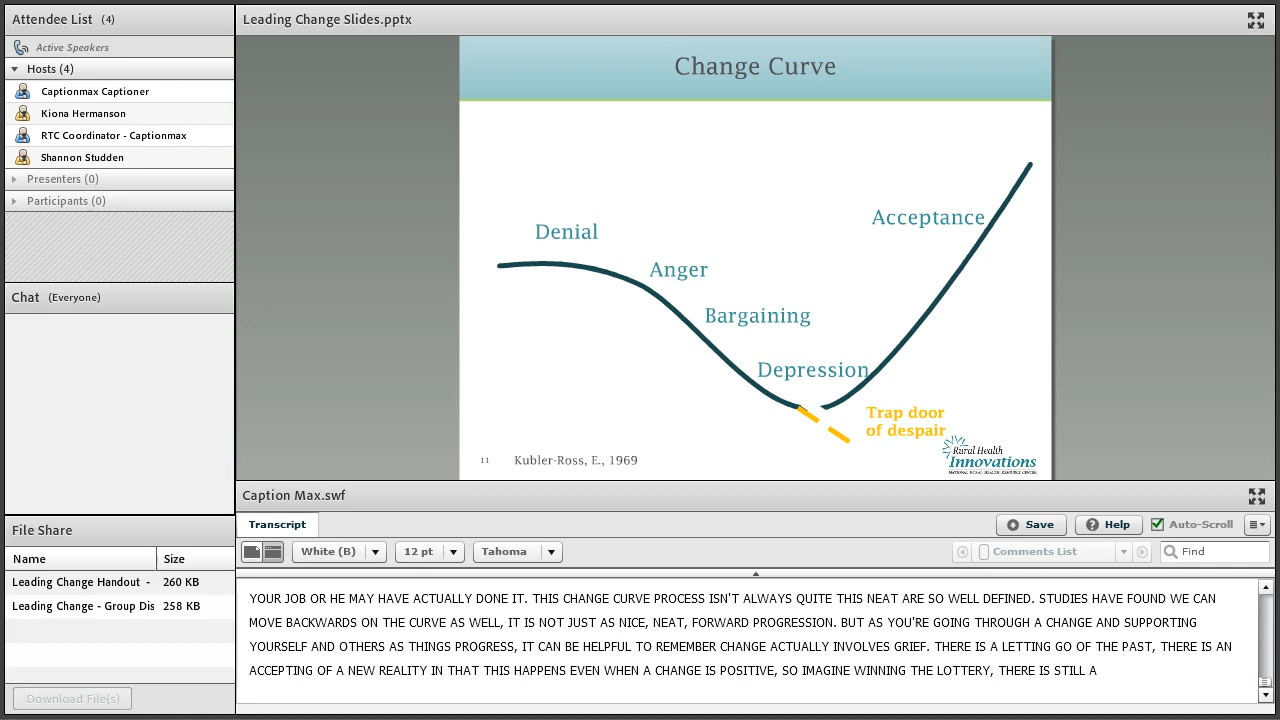 Attendee List (4)
Active Speakers
Hosts (4)
Captionmax Captioner
Kiona Hermanson
RTC Coordinator - Captionmax
Shannon Studden
Presenters (0)
Participants (0)
Chat (Everyone)
File Share
Name Size
Leading Change Handout - 260 KB
Leading Change - Group Dis 258 KB
Download File(s)
Leading Change Slides.pptx
Change Curve
Denial
Acceptance
Anger
Bargaining
Depression
Trap door
of despair
11 Kubler-Ross, E., 1969
Rural Health
Innovations
NATIONAL RURAL HEALTH RESOURCE CENTER
Caption Max.swf
Transcript Save Help Auto-Scroll
White (B) 12 pt Tahoma Comments List Find
YOUR JOB OR HE MAY HAVE ACTUALLY DONE IT. THIS CHANGE CURVE PROCESS ISN'T ALWAYS QUITE THIS NEAT ARE SO WELL DEFINED. STUDIES HAVE FOUND WE CAN
MOVE BACKWARDS ON THE CURVE AS WELL, IT IS NOT JUST AS NICE, NEAT, FORWARD PROGRESSION. BUT AS YOU'RE GOING THROUGH A CHANGE AND SUPPORTING
YOURSELF AND OTHERS AS THINGS PROGRESS, IT CAN BE HELPFUL TO REMEMBER CHANGE ACTUALLY INVOLVES GRIEF. THERE IS A LETTING GO OF THE PAST, THERE IS AN
ACCEPTING OF A NEW REALITY IN THAT THIS HAPPENS EVEN WHEN A CHANGE IS POSITIVE, SO IMAGINE WINNING THE LOTTERY, THERE IS STILL A